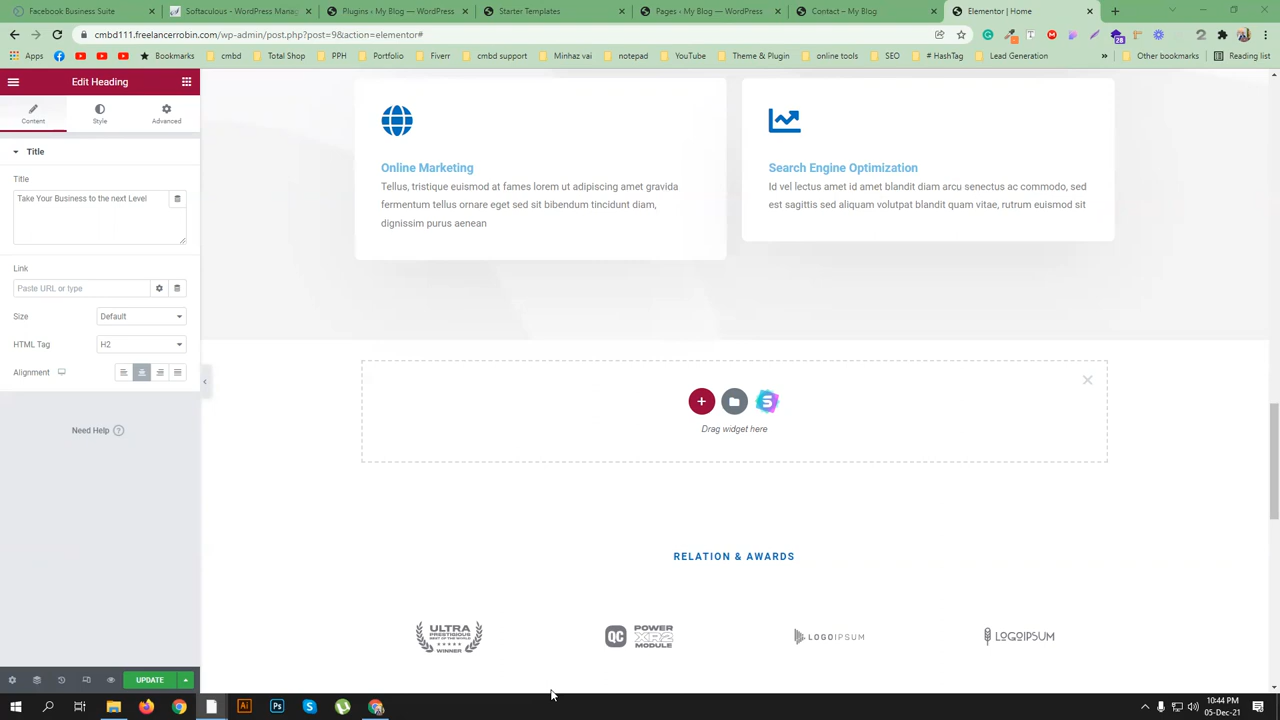 Softaculous - WordPress Manag
Plugins ‹ My Blog — WordPress
Starter Templates
Pages ‹ My Blog — WordPress
Contact – My Blog
Elementor | Home
cmbd111.freelancerrobin.com/wp-admin/post.php?post=9&action=elementor#
Apps
Bookmarks
cmbd
Total Shop
PPH
Portfolio
Fiverr
cmbd support
Minhaz vai
notepad
YouTube
Theme & Plugin
online tools
SEO
# HashTag
Lead Generation
»
Other bookmarks
Reading list
Edit Heading
Content
Style
Advanced
Title
Title
Take Your Business to the next Level
Link
Paste URL or type
Size
Default
HTML Tag
H2
Alignment
Need Help ?
UPDATE
Online Marketing
Tellus, tristique euismod at fames lorem ut adipiscing amet gravida
fermentum tellus ornare eget sed sit bibendum tincidunt diam,
dignissim purus aenean
Search Engine Optimization
Id vel lectus amet id amet blandit diam arcu senectus ac commodo, sed
est sagittis sed aliquam volutpat blandit quam vitae, rutrum euismod sit
Drag widget here
RELATION & AWARDS
ULTRA
PRESTIGIOUS
BEST OF THE WORLD
WINNER
QC
POWER
XR2
MODULE
LOGOIPSUM
LOGOIPSUM
10:44 PM
05-Dec-21